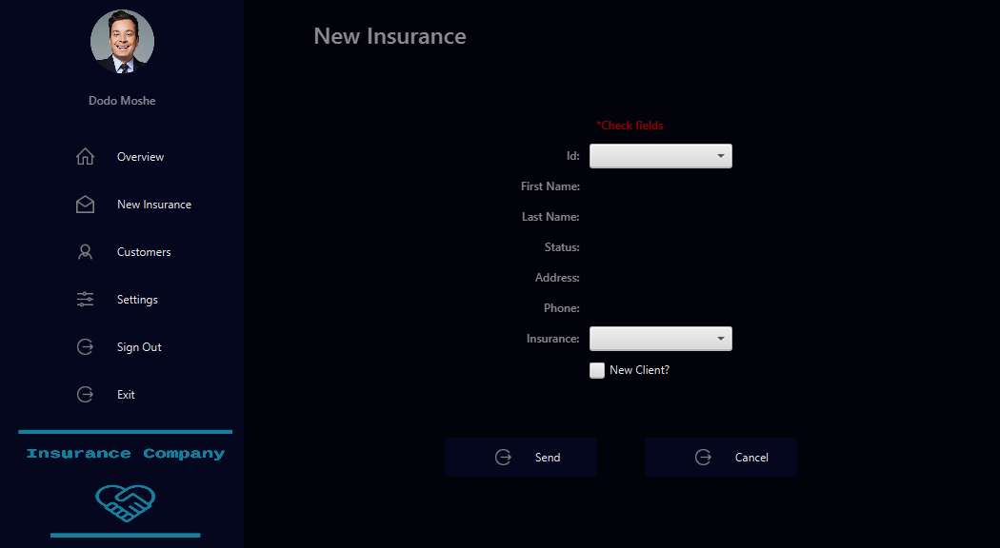 Dodo Moshe
Overview
New Insurance
Customers
Settings
Sign Out
Exit
Insurance Company
New Insurance
*Check fields
Id:
First Name:
Last Name:
Status:
Address:
Phone:
Insurance:
New Client?
Send
Cancel